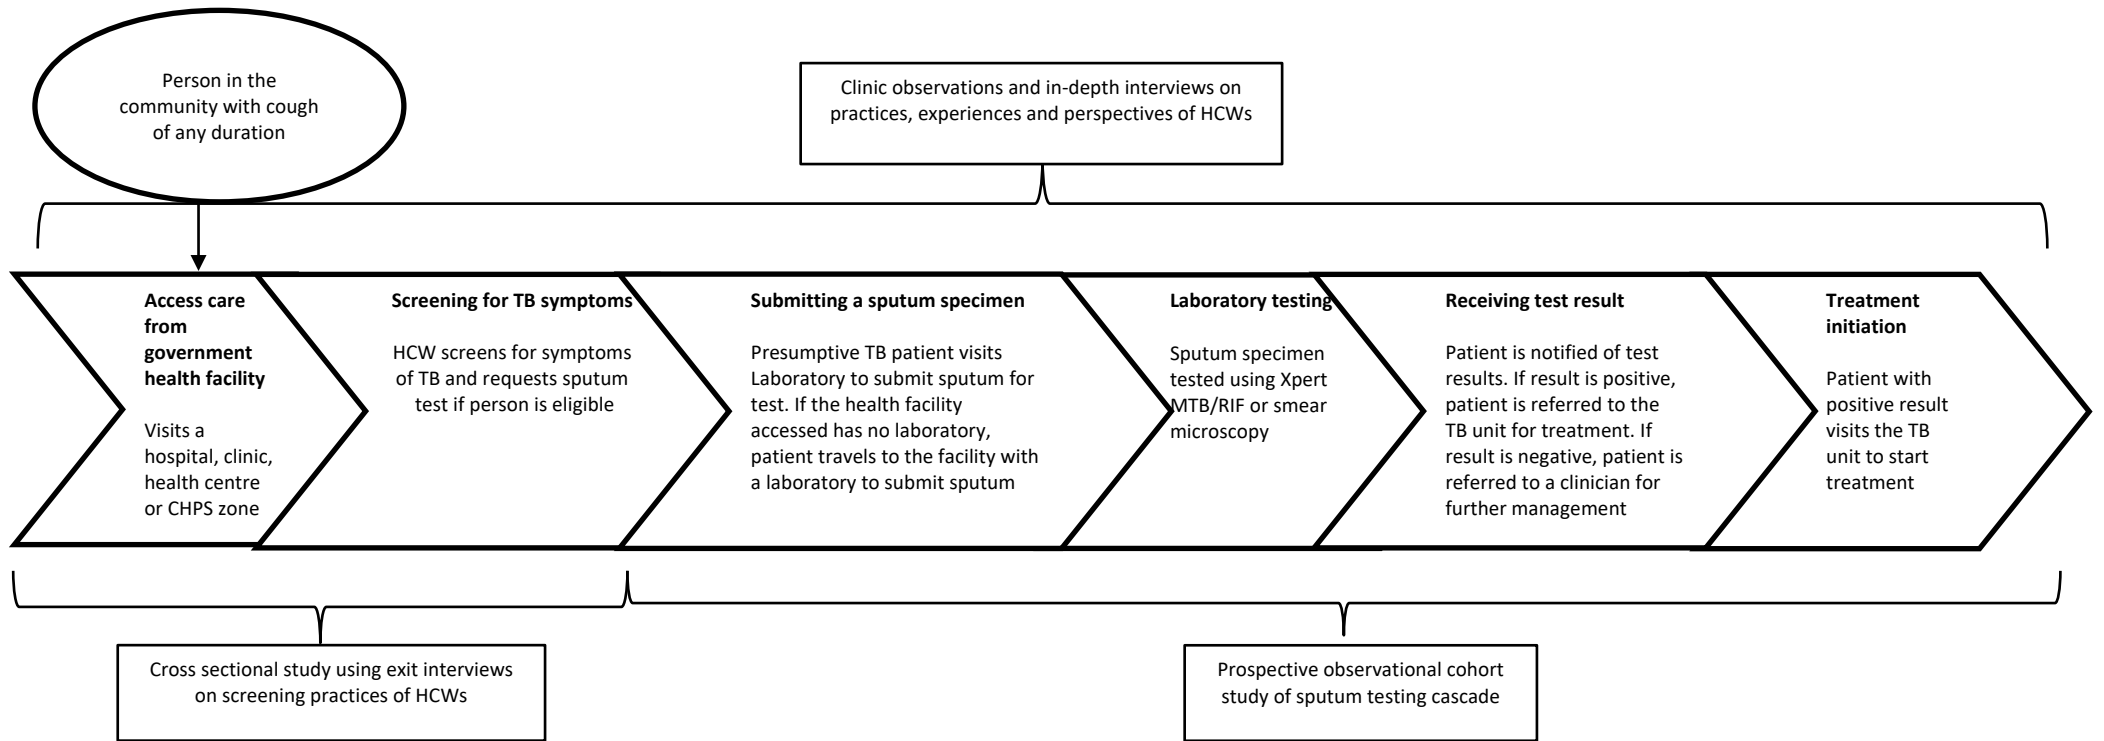 Person in the
community with cough
of any duration
Clinic observations and in-depth interviews on
practices, experiences and perspectives of HCWs
Access care
from
government
health facility
Visits a
hospital, clinic,
health centre
or CHPS zone
Screening for TB symptoms
HCW screens for symptoms
of TB and requests sputum
test if person is eligible
Submitting a sputum specimen
Presumptive TB patient visits
Laboratory to submit sputum for
test. If the health facility
accessed has no laboratory,
patient travels to the facility with
a laboratory to submit sputum
Laboratory testing
Sputum specimen
tested using Xpert
MTB/RIF or smear
microscopy
Receiving test result
Patient is notified of test
results. If result is positive,
patient is referred to the
TB unit for treatment. If
result is negative, patient is
referred to a clinician for
further management
Treatment
initiation
Patient with
positive result
visits the TB
unit to start
treatment
Cross sectional study using exit interviews
on screening practices of HCWs
Prospective observational cohort
study of sputum testing cascade